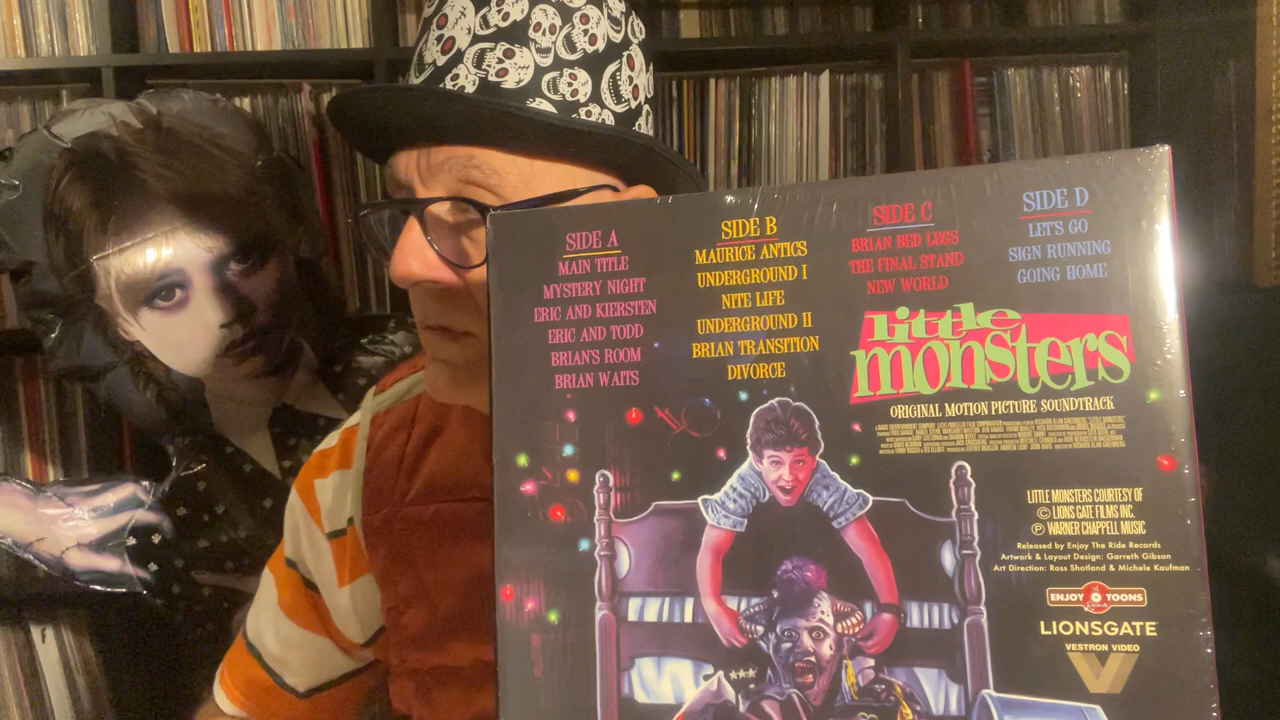 SIDE A
MAIN TITLE
MYSTERY NIGHT
ERIC AND KIERSTEN
ERIC AND TODD
BRIAN'S ROOM
BRIAN WAITS
SIDE B
MAURICE ANTICS
UNDERGROUND I
NITE LIFE
UNDERGROUND II
BRIAN TRANSITION
DIVORCE
SIDE C
BRIAN BED LEGS
THE FINAL STAND
NEW WORLD
SIDE D
LET'S GO
SIGN RUNNING
GOING HOME
little
monsters
ORIGINAL MOTION PICTURE SOUNDTRACK
LITTLE MONSTERS COURTESY OF
© LIONS GATE FILMS INC.
℗ WARNER CHAPPELL MUSIC
Released by Enjoy The Ride Records
Artwork & Layout Design: Garreth Gibson
Art Direction: Ross Shotland & Michele Kaufman
ENJOY TOONS
LIONSGATE
VESTRON VIDEO
V